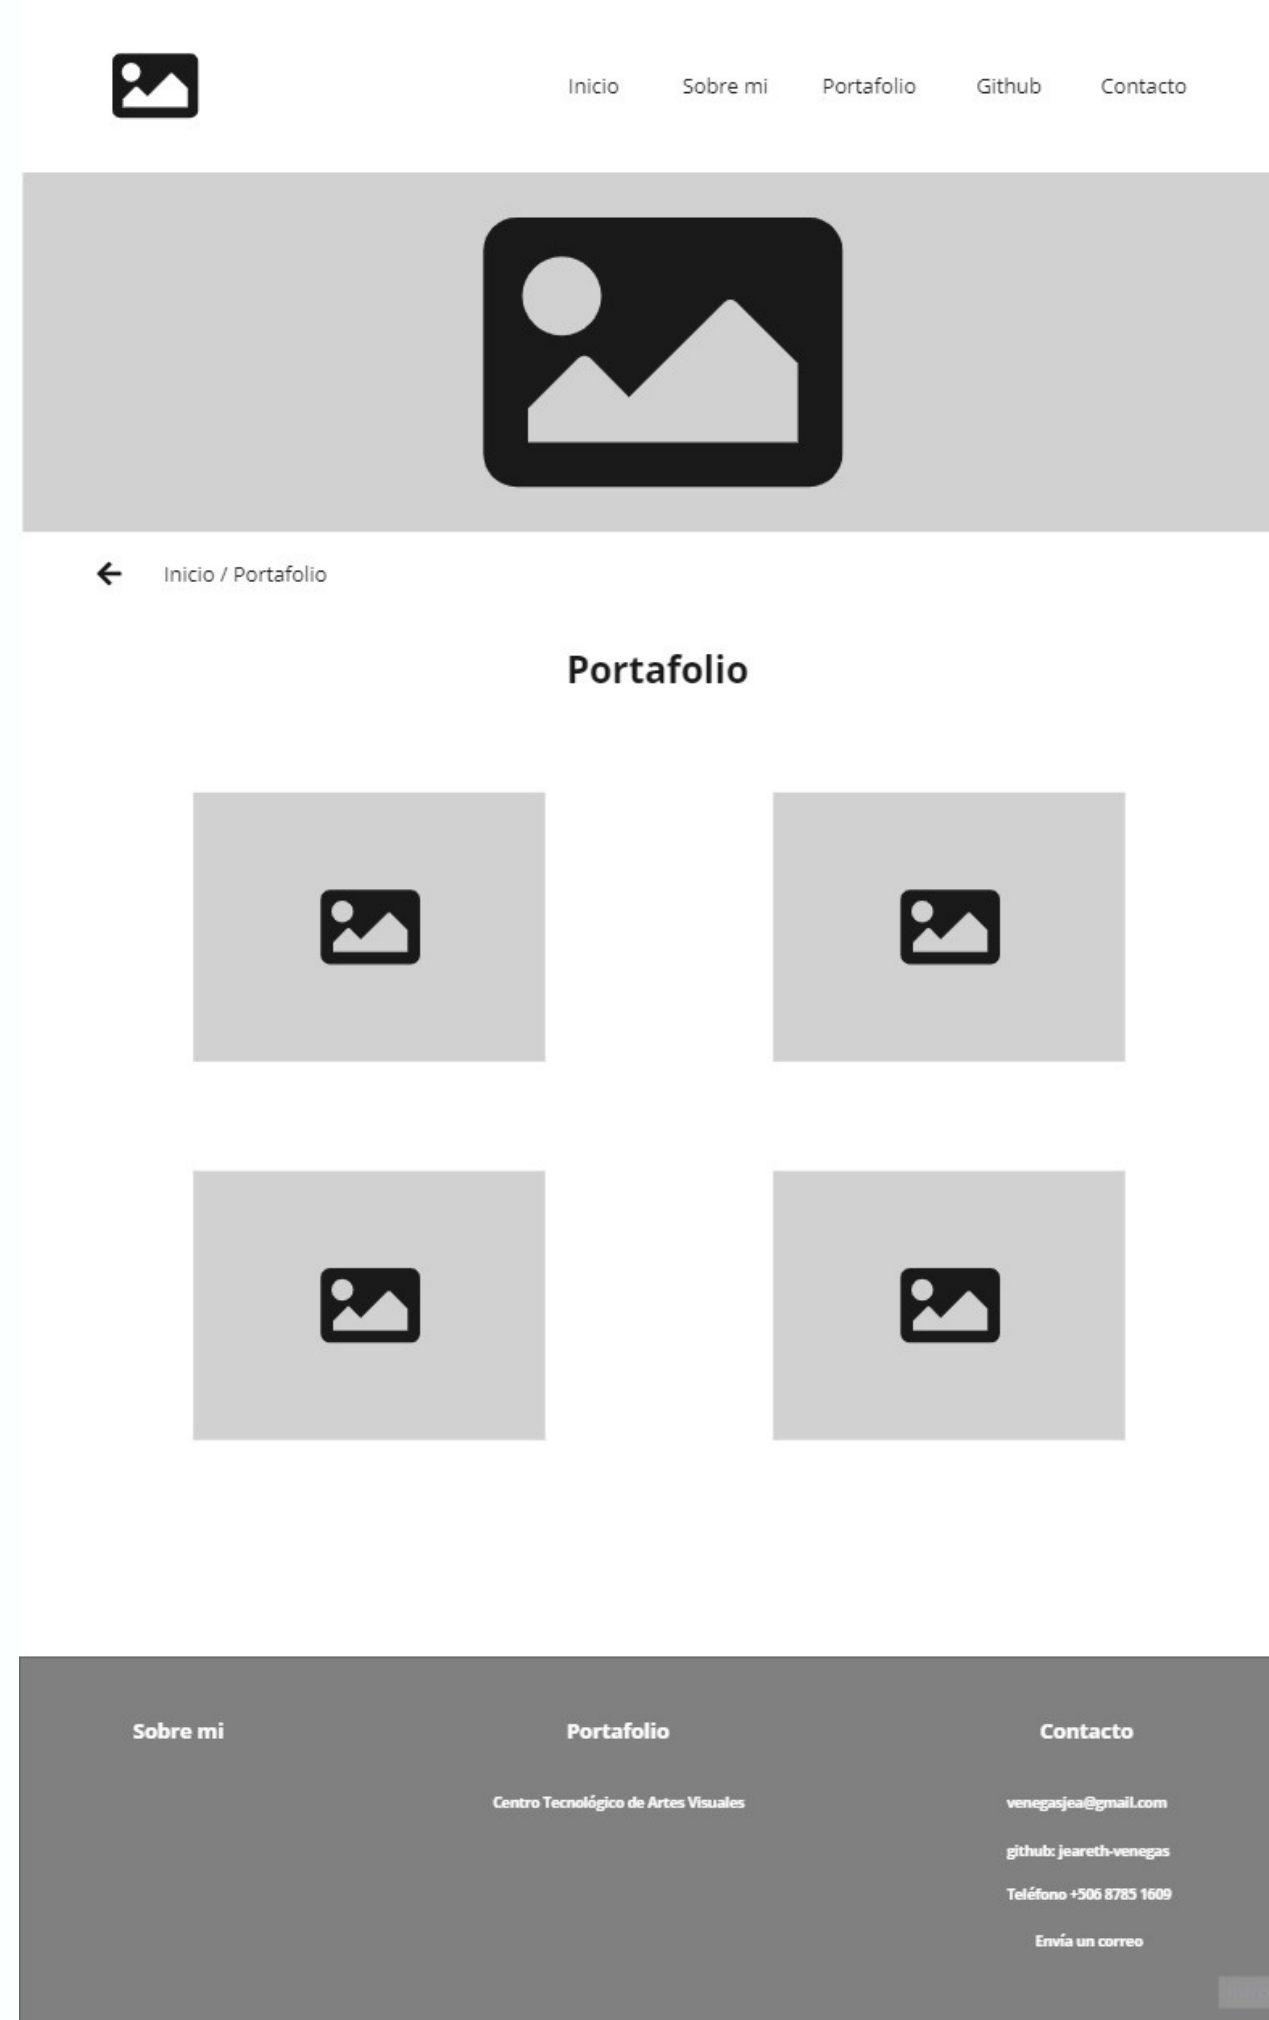 Inicio Sobre mi Portafolio Github Contacto
Inicio / Portafolio
Portafolio
Sobre mi
Portafolio
Centro Tecnológico de Artes Visuales
Contacto
venegasjea@gmail.com
github: jeareth-venegas
Teléfono +506 8785 1609
Envía un correo